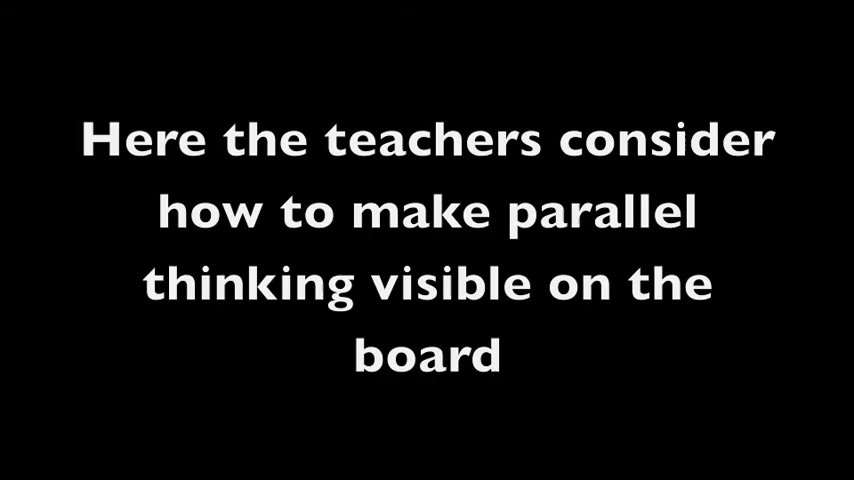 Here the teachers consider
how to make parallel
thinking visible on the
board